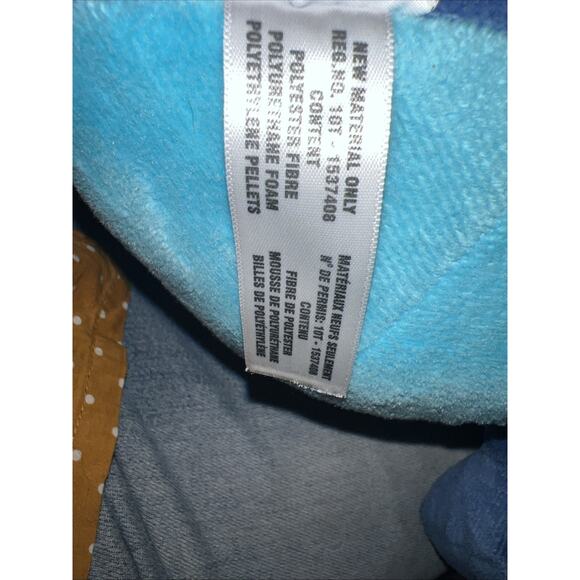 NEW MATERIAL ONLY
REG. NO. 10T - 1537408
CONTENT
POLYESTER FIBRE
POLYURETHANE FOAM
POLYETHYLENE PELLETS
MATÉRIAUX NEUFS SEULEMENT
N° DE PERMIS: 10T - 1537408
CONTENU
FIBRE DE POLYESTER
MOUSSE DE POLYURÉTHANE
BILLES DE POLYÉTHYLÈNE